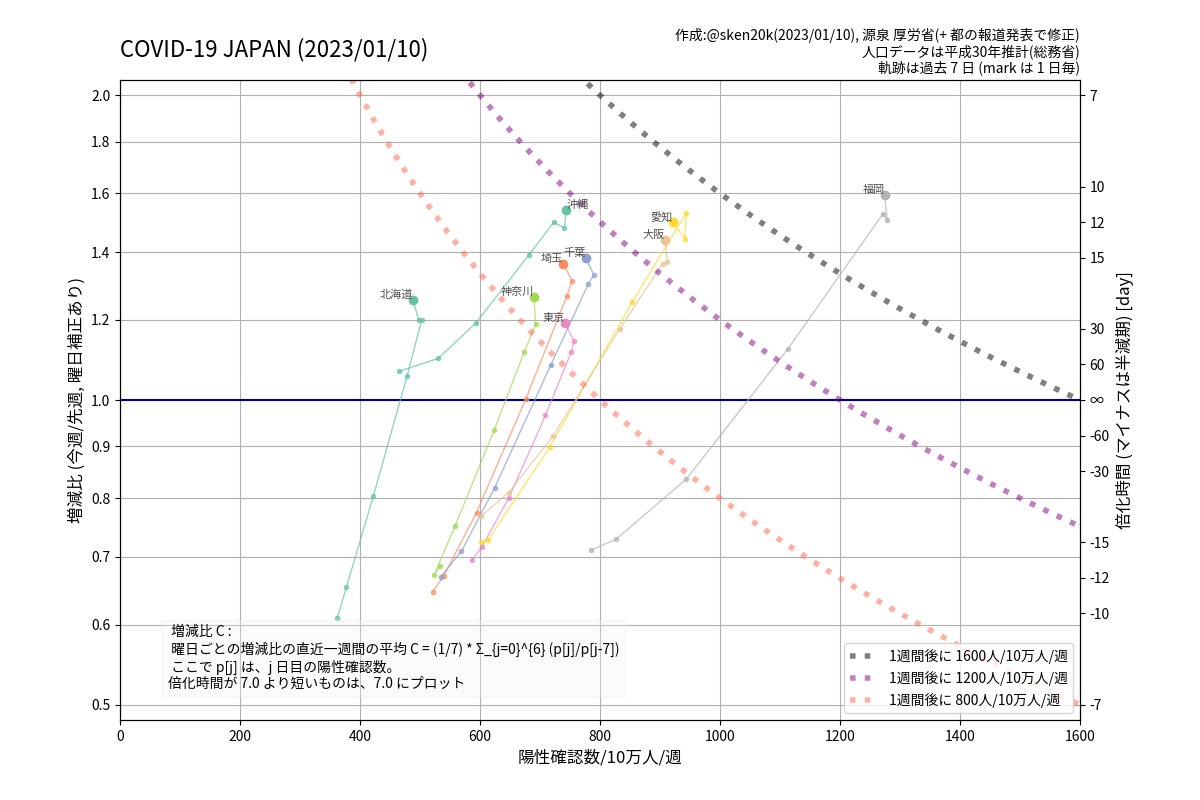 COVID-19 JAPAN (2023/01/10)
作成:@sken20k(2023/01/10), 源泉 厚労省(+ 都の報道発表で修正)
人口データは平成30年推計(総務省)
軌跡は過去 7 日 (mark は 1 日毎)
増減比 (今週/先週, 曜日補正あり)
2.0
1.8
1.6
1.4
1.2
1.0
0.9
0.8
0.7
0.6
0.5
福岡
沖縄
愛知
大阪
千葉
埼玉
神奈川
北海道
東京
7
10
12
15
30
60
∞
-60
-30
-15
-12
-10
-7
倍化時間 (マイナスは半減期) [day]
増減比 C :
曜日ごとの増減比の直近一週間の平均 C = (1/7) * Σ_{j=0}^{6} (p[j]/p[j-7])
ここで p[j] は、j 日目の陽性確認数。
倍化時間が 7.0 より短いものは、7.0 にプロット
1週間後に 1600人/10万人/週
1週間後に 1200人/10万人/週
1週間後に 800人/10万人/週
0 200 400 600 800 1000 1200 1400 1600
陽性確認数/10万人/週